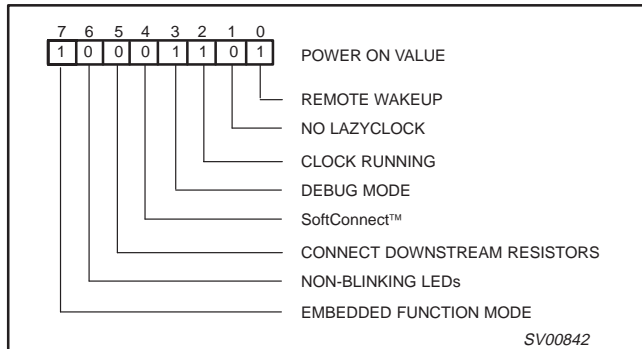 7 6 5 4 3 2 1 0
1 0 0 0 1 1 0 1 POWER ON VALUE
REMOTE WAKEUP
NO LAZYCLOCK
CLOCK RUNNING
DEBUG MODE
SoftConnect™
CONNECT DOWNSTREAM RESISTORS
NON-BLINKING LEDs
EMBEDDED FUNCTION MODE
SV00842